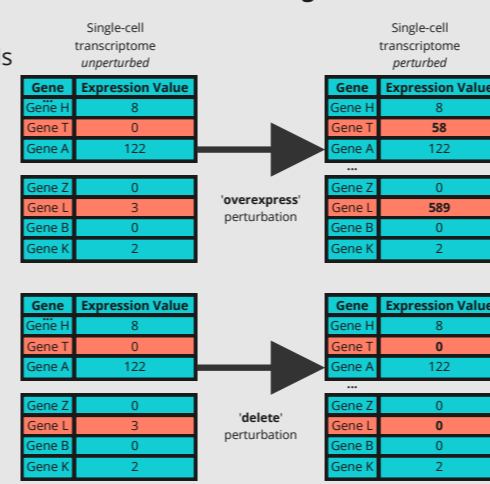 Single-cell
transcriptome
unperturbed
Single-cell
transcriptome
perturbed
Gene Expression Value
...
Gene H 8
Gene T 0
Gene A 122
Gene Z 0
Gene L 3
Gene B 0
Gene K 2
'overexpress'
perturbation
Gene Expression Value
Gene H 8
Gene T 58
Gene A 122
...
Gene Z 0
Gene L 589
Gene B 0
Gene K 2
Gene Expression Value
...
Gene H 8
Gene T 0
Gene A 122
Gene Z 0
Gene L 3
Gene B 0
Gene K 2
'delete'
perturbation
Gene Expression Value
Gene H 8
Gene T 0
Gene A 122
...
Gene Z 0
Gene L 0
Gene B 0
Gene K 2